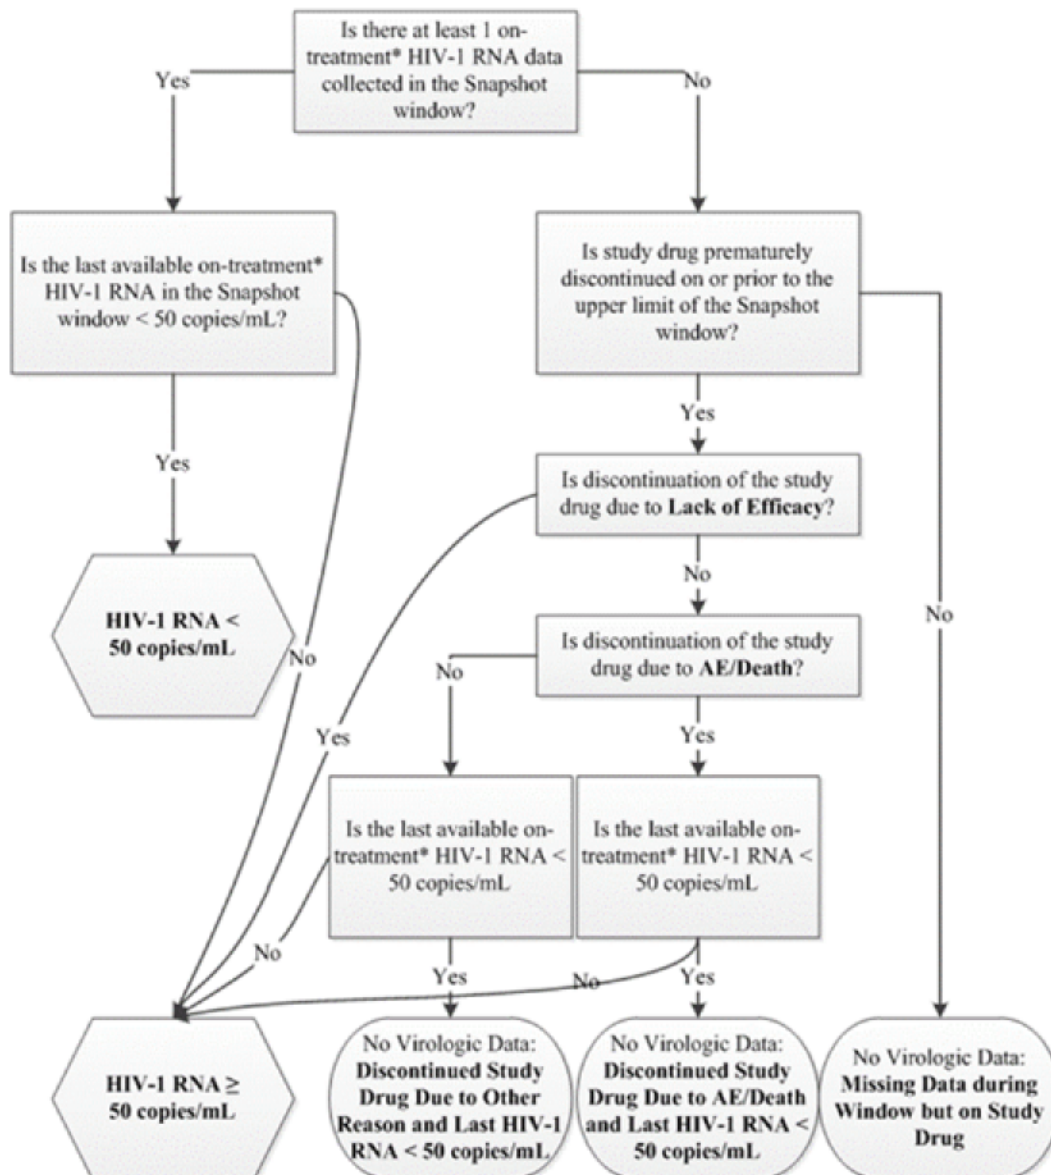 Is there at least 1 on-
treatment* HIV-1 RNA data
collected in the Snapshot
window?
Yes
No
Is the last available on-treatment*
HIV-1 RNA in the Snapshot
window < 50 copies/mL?
Is study drug prematurely
discontinued on or prior to the
upper limit of the Snapshot
window?
Yes
Yes
Is discontinuation of the study
drug due to Lack of Efficacy?
No
No
HIV-1 RNA <
50 copies/mL
No
Is discontinuation of the study
drug due to AE/Death?
No
Yes
Yes
Is the last available on-
treatment* HIV-1 RNA <
50 copies/mL
Is the last available on-
treatment* HIV-1 RNA <
50 copies/mL
No
Yes
No
Yes
HIV-1 RNA ≥
50 copies/mL
No Virologic Data:
Discontinued Study
Drug Due to Other
Reason and Last HIV-1
RNA < 50 copies/mL
No Virologic Data:
Discontinued Study
Drug Due to AE/Death
and Last HIV-1 RNA <
50 copies/mL
No Virologic Data:
Missing Data during
Window but on Study
Drug